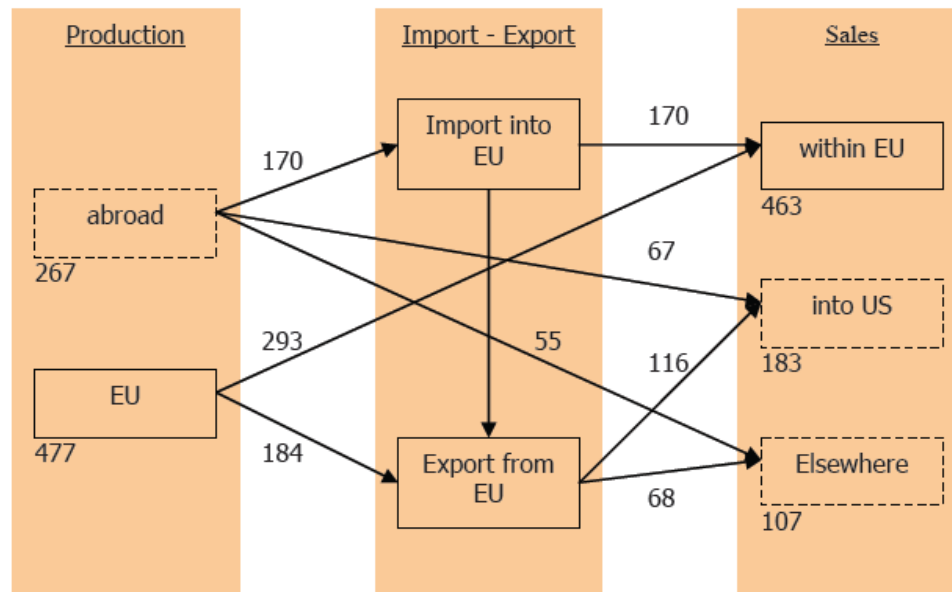 Production
Import - Export
Sales
Import into
EU
170
within EU
463
170
abroad
267
67
into US
183
293
55
116
EU
477
184
Export from
EU
68
Elsewhere
107